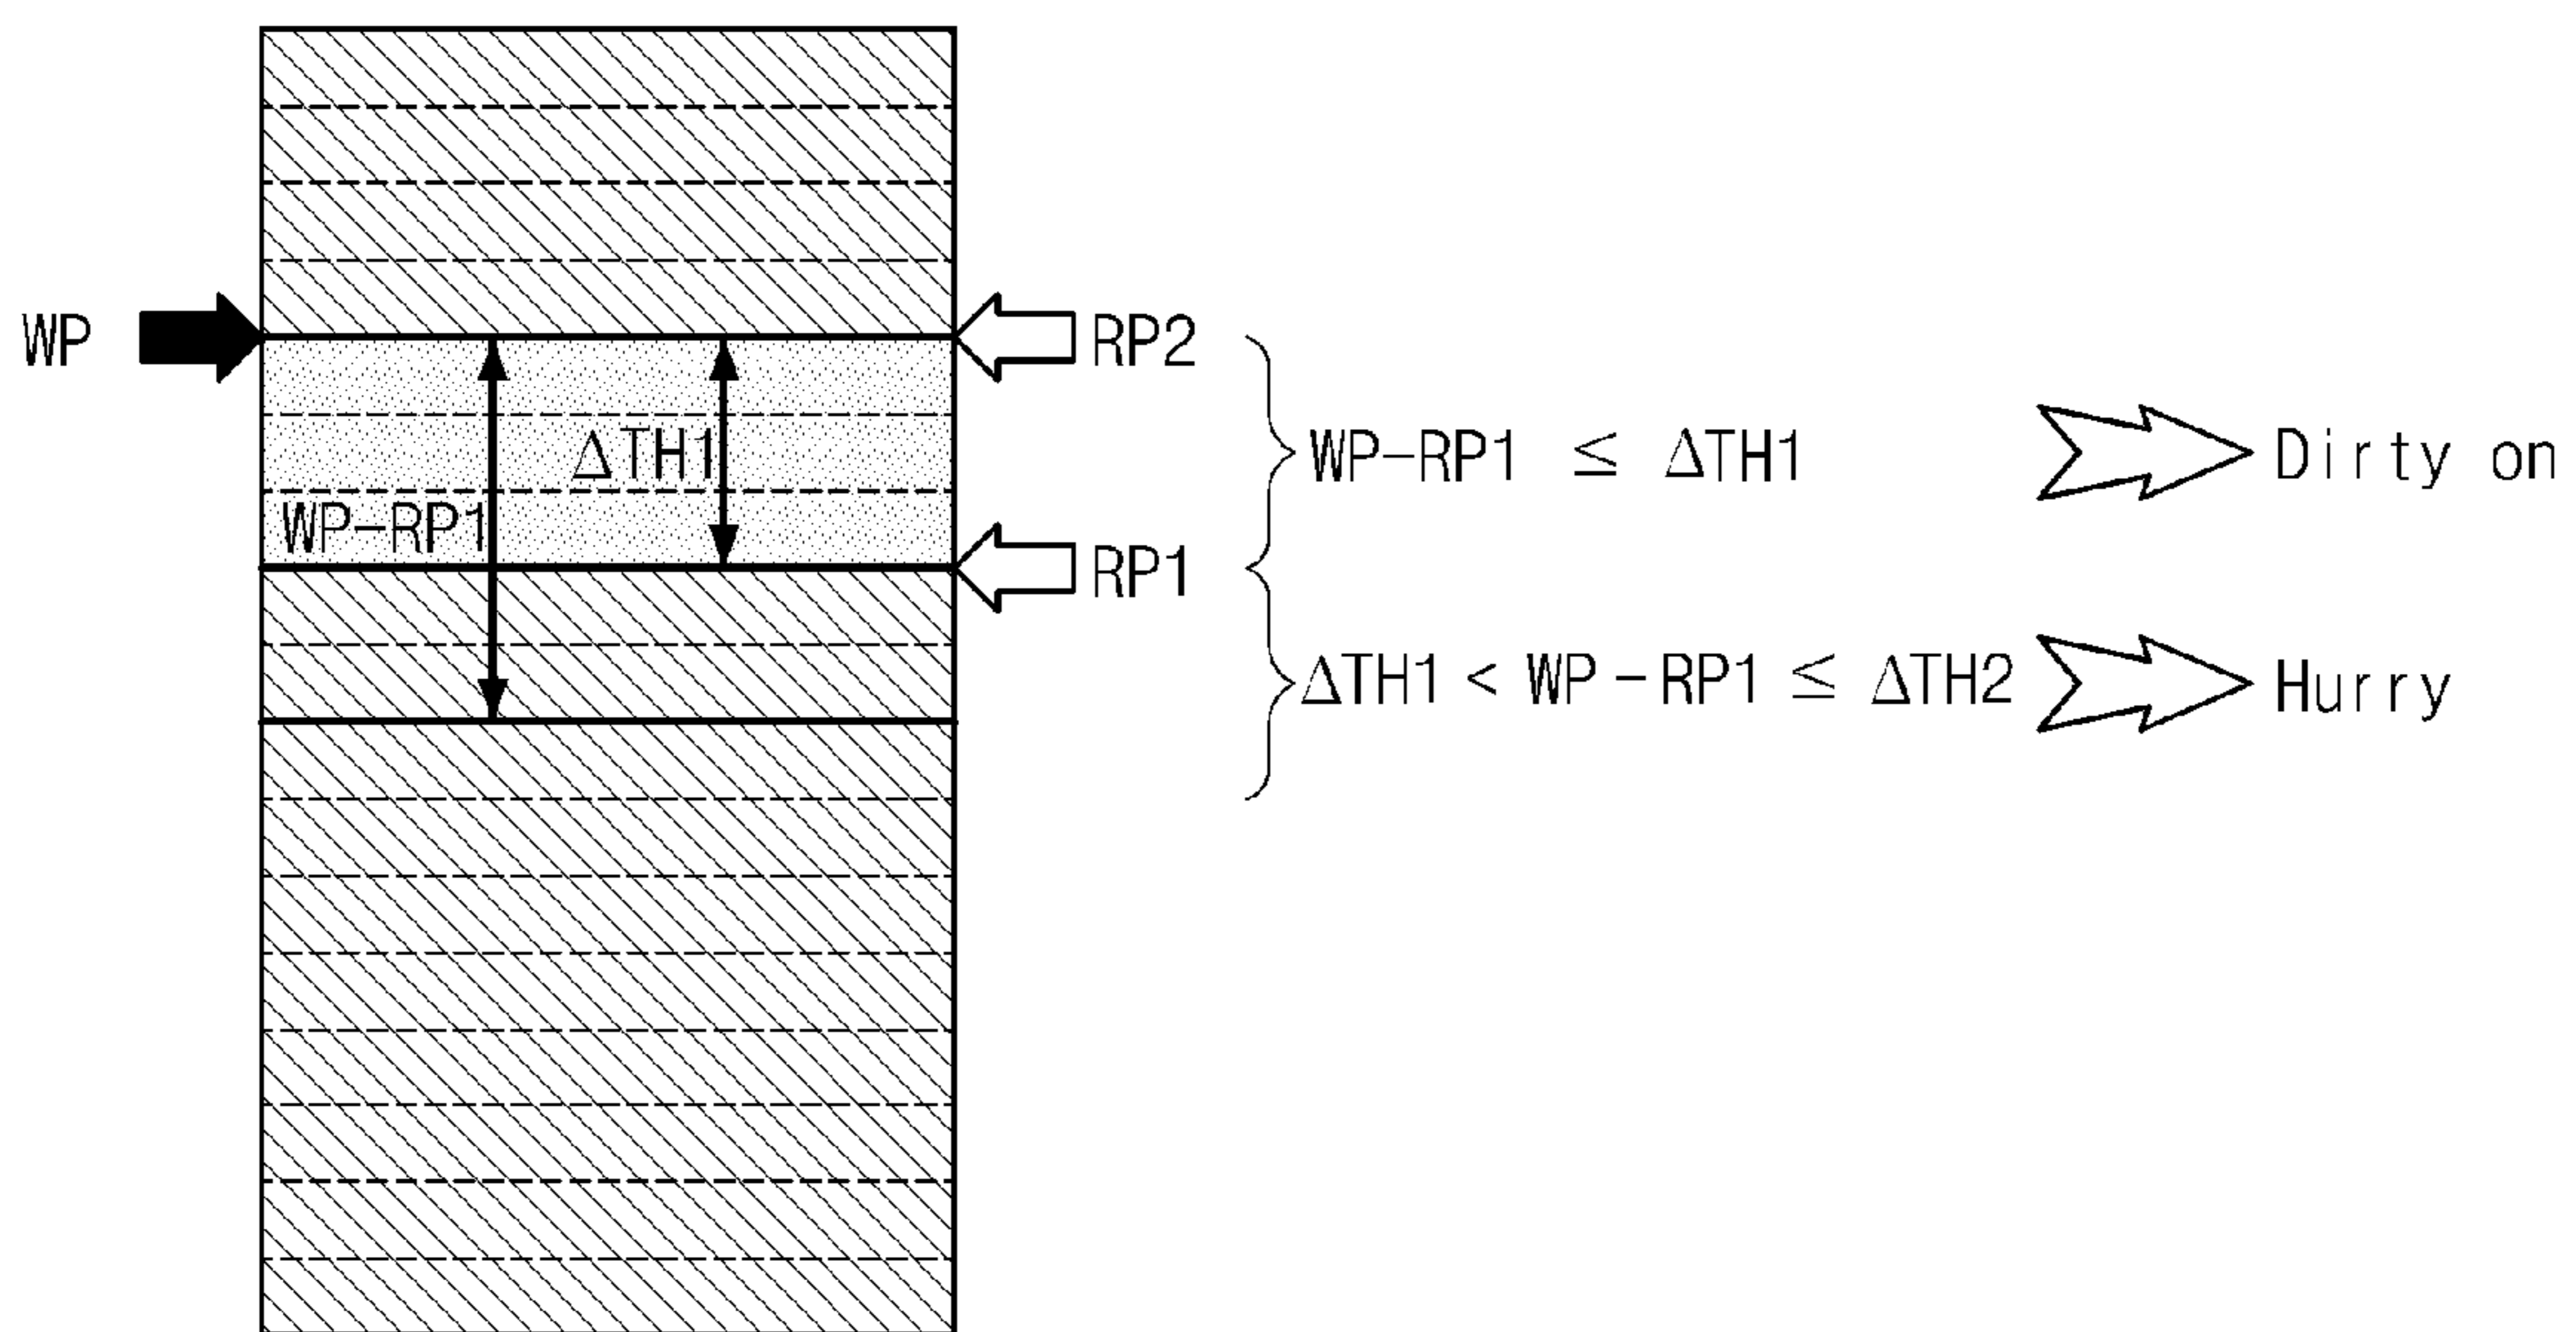 WP
RP2
ΔTH1
WP-RP1 ≤ ΔTH1
Dirty on
WP-RP1
RP1
ΔTH1 < WP-RP1 ≤ ΔTH2
Hurry